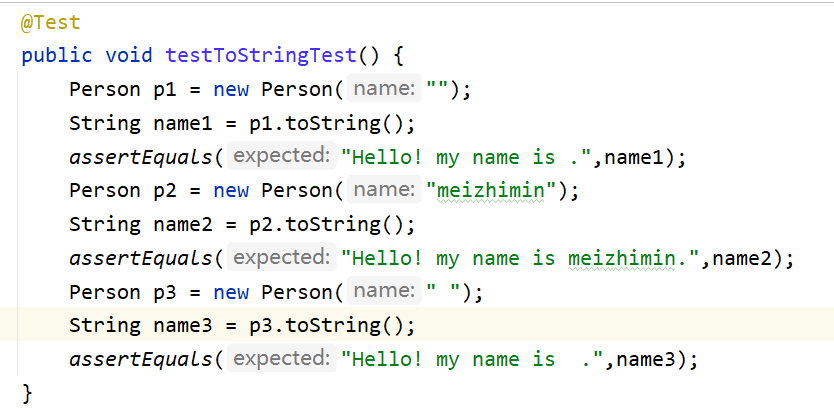 @Test
public void testToStringTest() {
    Person p1 = new Person( name: "");
    String name1 = p1.toString();
    assertEquals( expected: "Hello! my name is .",name1);
    Person p2 = new Person( name: "meizhimin");
    String name2 = p2.toString();
    assertEquals( expected: "Hello! my name is meizhimin.",name2);
    Person p3 = new Person( name: " ");
    String name3 = p3.toString();
    assertEquals( expected: "Hello! my name is  .",name3);
}